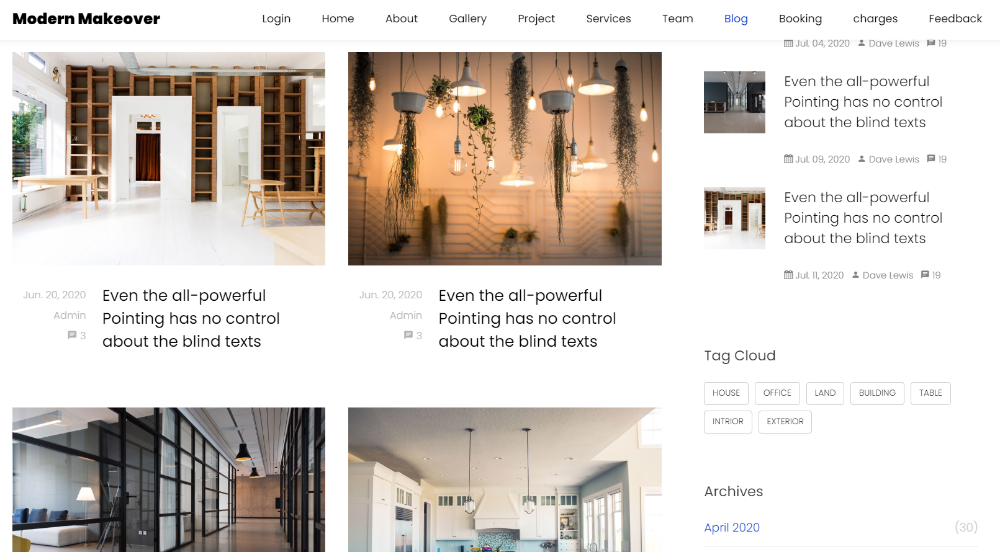 Modern Makeover
Login Home About Gallery Project Services Team Blog Booking charges Feedback
Jun. 20, 2020
Admin
3
Even the all-powerful
Pointing has no control
about the blind texts
Jun. 20, 2020
Admin
3
Even the all-powerful
Pointing has no control
about the blind texts
Jul. 04, 2020 Dave Lewis 19
Even the all-powerful
Pointing has no control
about the blind texts
Jul. 09, 2020 Dave Lewis 19
Even the all-powerful
Pointing has no control
about the blind texts
Jul. 11, 2020 Dave Lewis 19
Tag Cloud
HOUSE OFFICE LAND BUILDING TABLE
INTRIOR EXTERIOR
Archives
April 2020 (30)